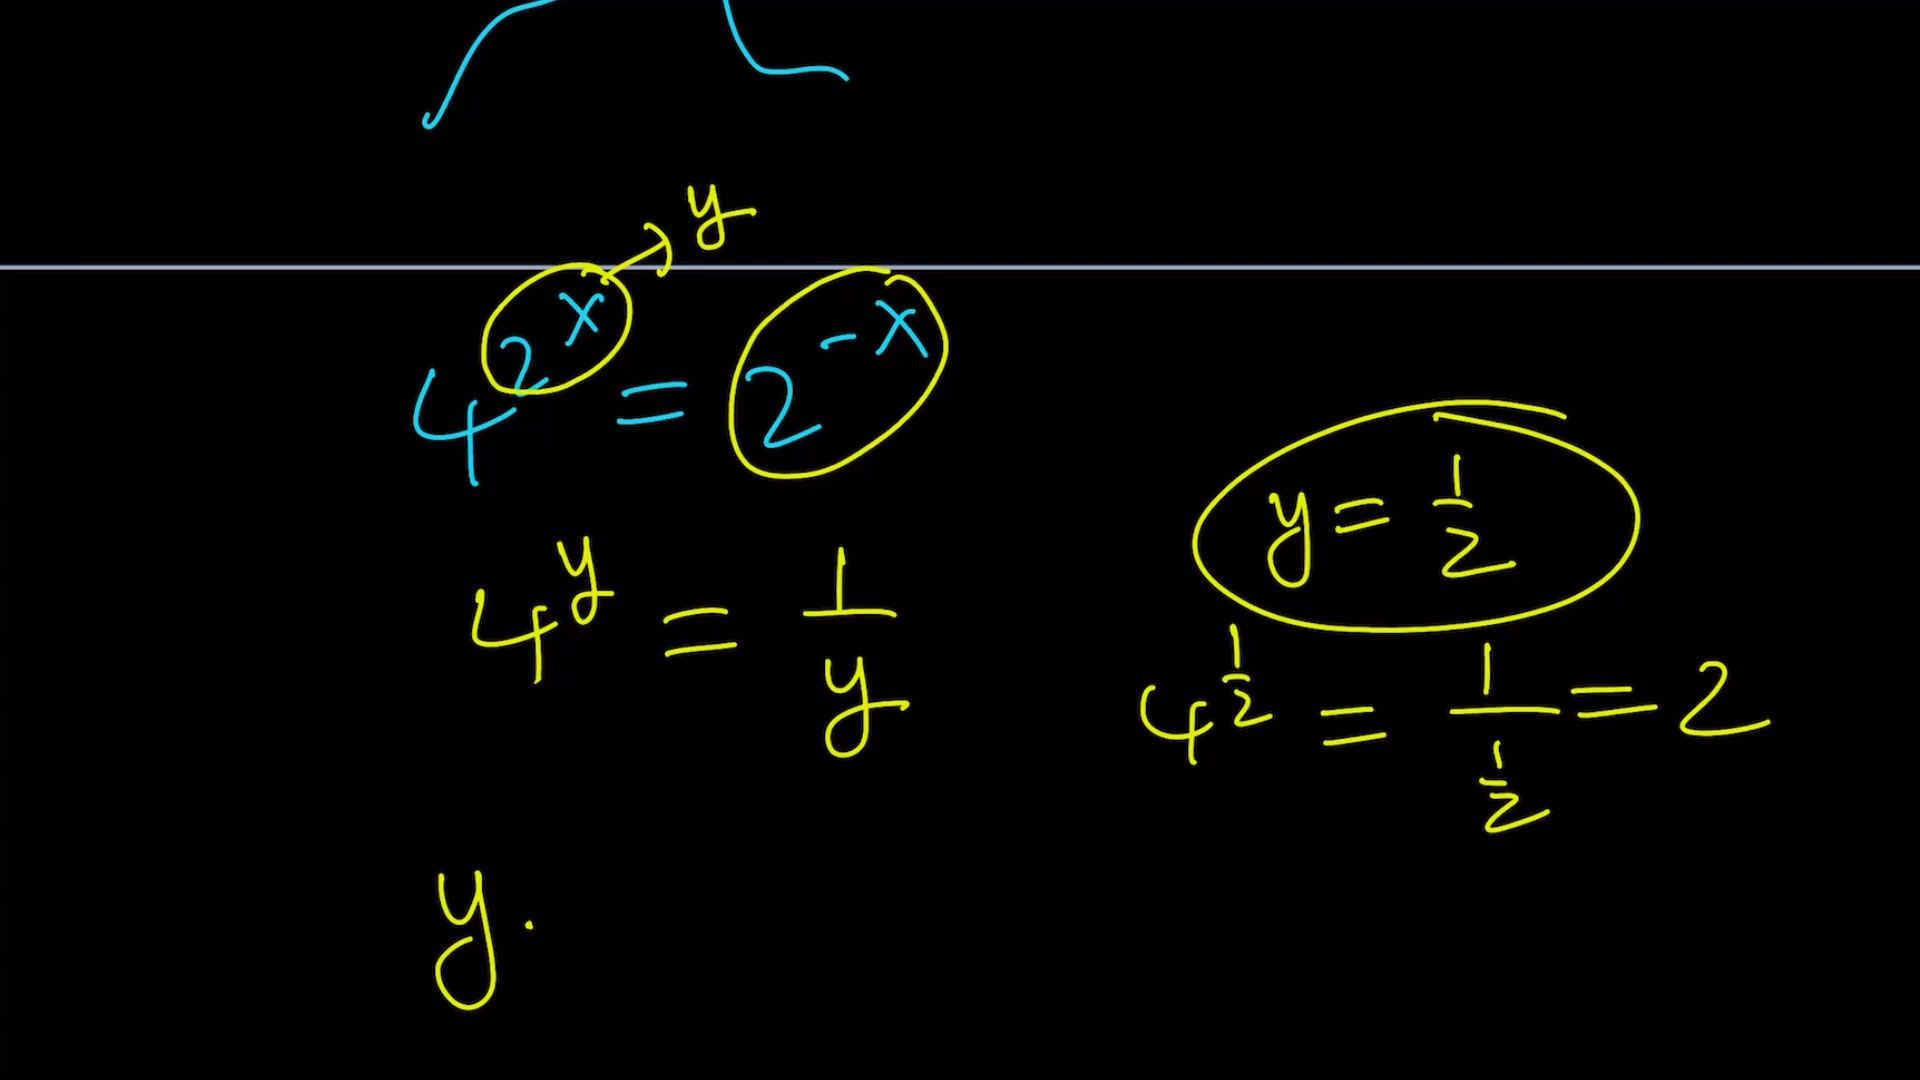 y
4^{2^x} = 2^{-x}
y = 1/2
4^y = 1/y
4^{1/2} = 1/(1/2) = 2
y ·